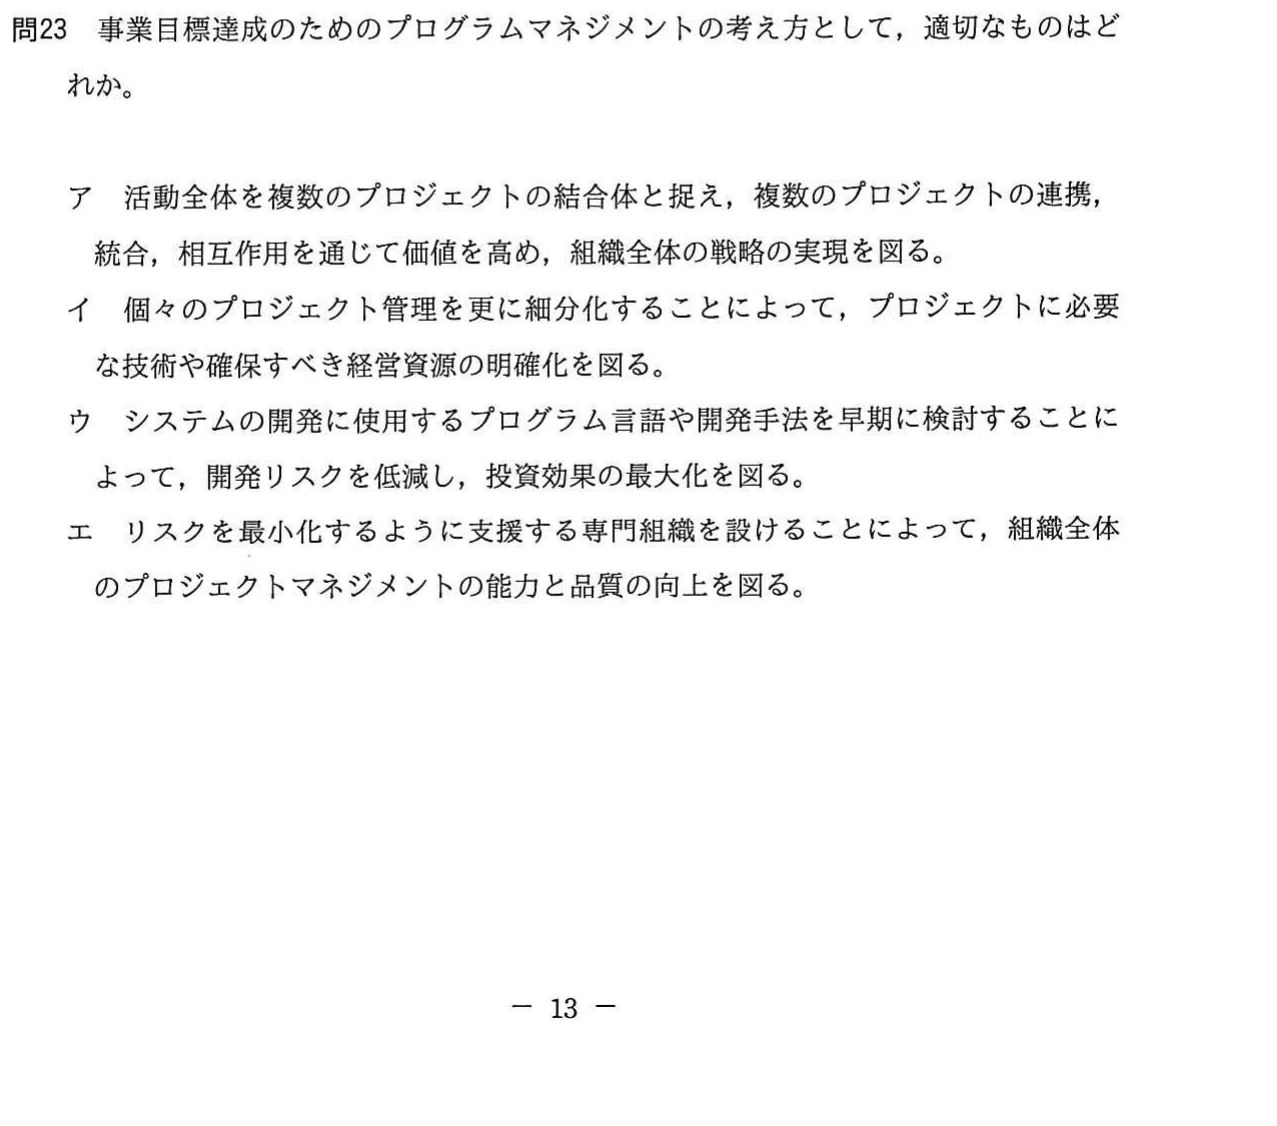 問23　事業目標達成のためのプログラムマネジメントの考え方として，適切なものはど
れか。
ア　活動全体を複数のプロジェクトの結合体と捉え，複数のプロジェクトの連携，
統合，相互作用を通じて価値を高め，組織全体の戦略の実現を図る。
イ　個々のプロジェクト管理を更に細分化することによって，プロジェクトに必要
な技術や確保すべき経営資源の明確化を図る。
ウ　システムの開発に使用するプログラム言語や開発手法を早期に検討することに
よって，開発リスクを低減し，投資効果の最大化を図る。
エ　リスクを最小化するように支援する専門組織を設けることによって，組織全体
のプロジェクトマネジメントの能力と品質の向上を図る。
－ 13 －